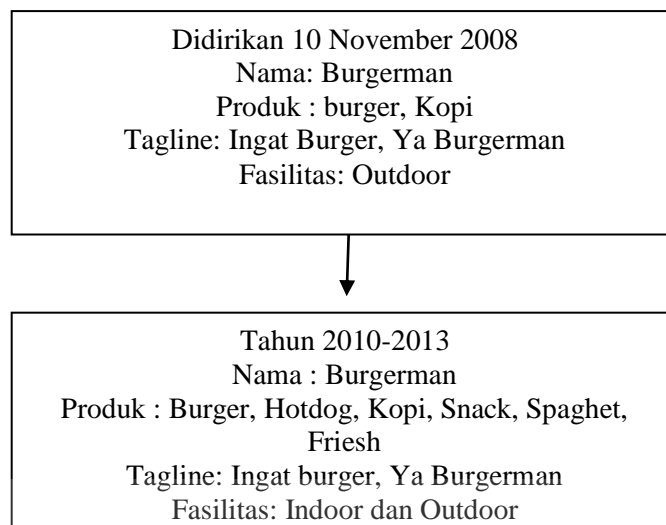 Didirikan 10 November 2008
Nama: Burgerman
Produk : burger, Kopi
Tagline: Ingat Burger, Ya Burgerman
Fasilitas: Outdoor
Tahun 2010-2013
Nama : Burgerman
Produk : Burger, Hotdog, Kopi, Snack, Spaghet,
Friesh
Tagline: Ingat burger, Ya Burgerman
Fasilitas: Indoor dan Outdoor